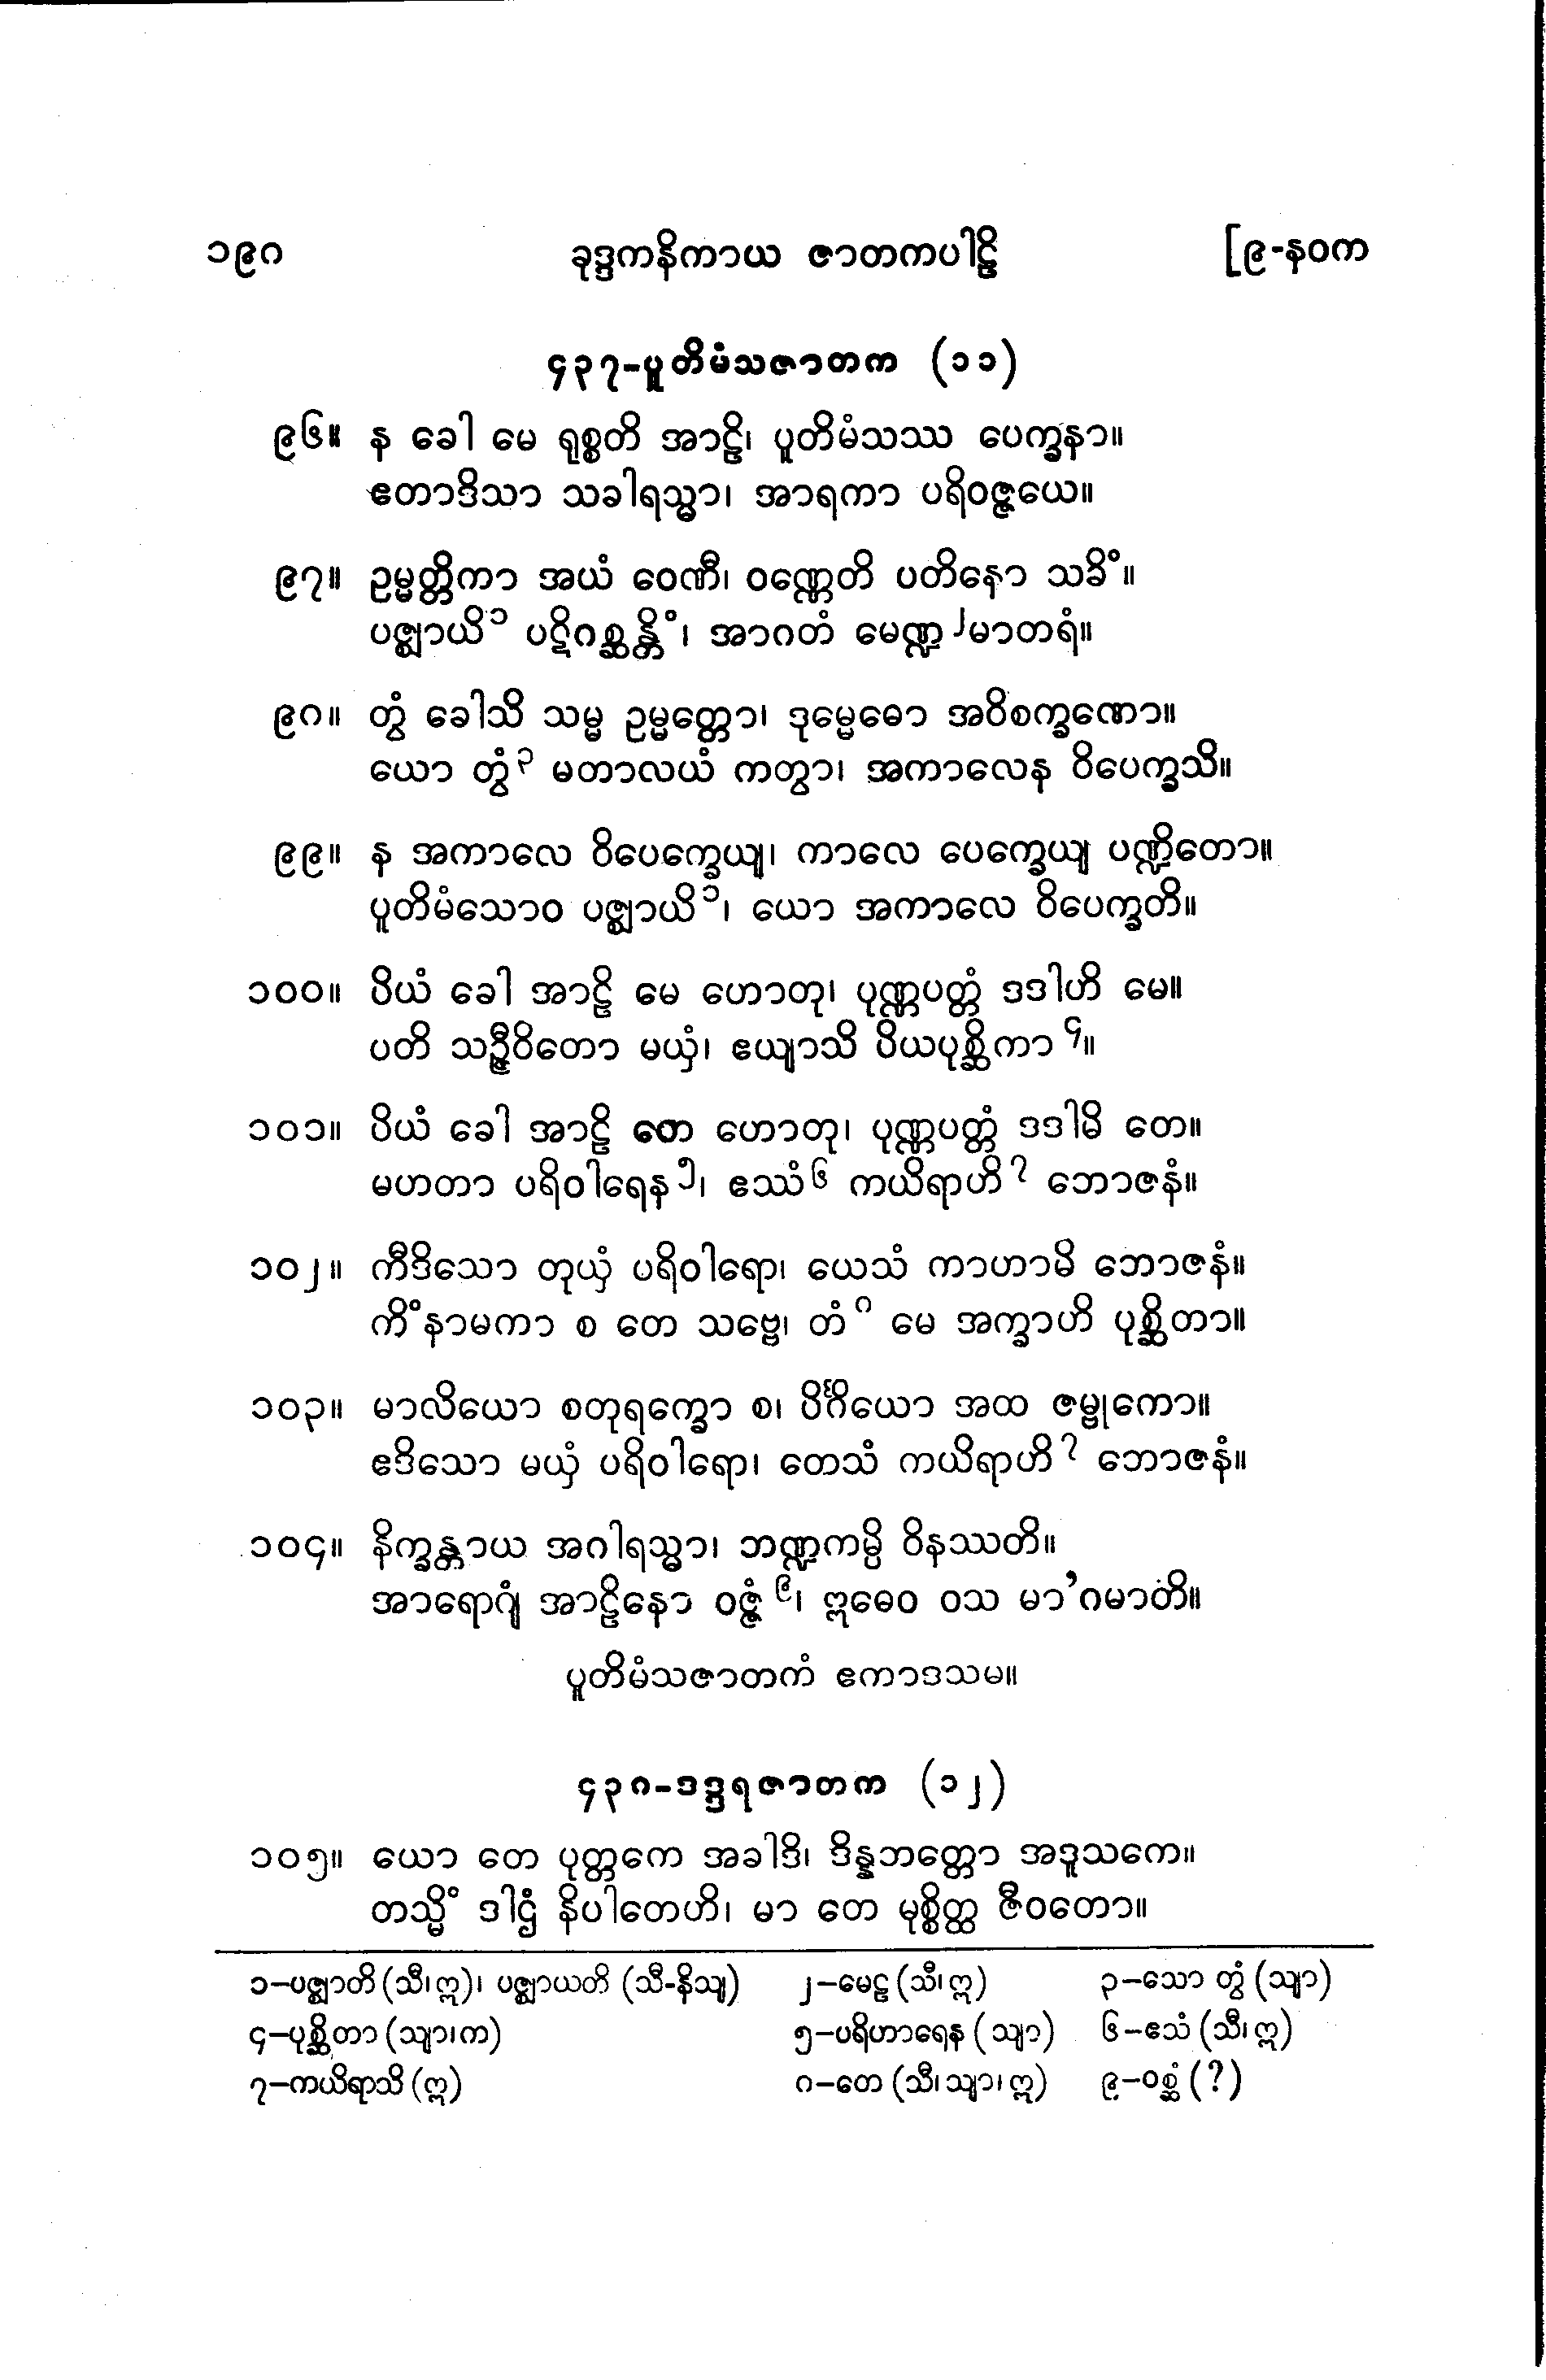 ၁၉၈ ခုဒ္ဒကနိကာယ ဇာတကပါဠိ [၉-နဝက
၄၃၇-ပူတိမံသဇာတက (၁၁)
၉၆။ န ခေါ မေ ရုစ္စတိ အာဠိ၊ ပူတိမံသဿ ပေက္ခနာ။
ဧတာဒိသာ သခါရသ္မာ၊ အာရကာ ပရိဝဇ္ဇယေ။
၉၇။ ဥမ္မတ္တိကာ အယံ ဝေဏီ၊ ဝဏ္ဏေတိ ပတိနော သခိံ။
ပဇ္ဈာယိ၁ ပဋိဂစ္ဆန္တိံ၊ အာဂတံ မေဏ္ဍ၂မာတရံ။
၉၈။ တွံ ခေါသိ သမ္မ ဥမ္မတ္တော၊ ဒုမ္မေဓော အဝိစက္ခဏော။
ယော တွံ၃ မတာလယံ ကတွာ၊ အကာလေန ဝိပေက္ခသိ။
၉၉။ န အကာလေ ဝိပေက္ခေယျ၊ ကာလေ ပေက္ခေယျ ပဏ္ဍိတော။
ပူတိမံသောဝ ပဇ္ဈာယိ၁၊ ယော အကာလေ ဝိပေက္ခတိ။
၁၀၀။ ပိယံ ခေါ အာဠိ မေ ဟောတု၊ ပုဏ္ဏပတ္တံ ဒဒါဟိ မေ။
ပတိ သဉ္ဇီဝိတော မယှံ၊ ဧယျာသိ ပိယပုစ္ဆိကာ၄။
၁၀၁။ ပိယံ ခေါ အာဠိ တေ ဟောတု၊ ပုဏ္ဏပတ္တံ ဒဒါမိ တေ။
မဟတာ ပရိဝါရေန၅၊ ဧဿံ၆ ကယိရာဟိ၇ ဘောဇနံ။
၁၀၂။ ကီဒိသော တုယှံ ပရိဝါရော၊ ယေသံ ကာဟာမိ ဘောဇနံ။
ကိံနာမကာ စ တေ သဗ္ဗေ၊ တံ၈ မေ အက္ခာဟိ ပုစ္ဆိတာ။
၁၀၃။ မာလိယော စတုရက္ခော စ၊ ပိင်္ဂိယော အထ ဇမ္ဗုကော။
ဧဒိသော မယှံ ပရိဝါရော၊ တေသံ ကယိရာဟိ၇ ဘောဇနံ။
၁၀၄။ နိက္ခန္တာယ အဂါရသ္မာ၊ ဘဏ္ဍကမ္ပိ ဝိနဿတိ။
အာရောဂျံ အာဠိနော ဝဇ္ဇံ၉၊ ဣဓေဝ ဝသ မာ’ဂမာတိ။
ပူတိမံသဇာတကံ ဧကာဒသမ။
၄၃၈-ဒဒ္ဒရဇာတက (၁၂)
၁၀၅။ ယော တေ ပုတ္တကေ အခါဒိ၊ ဒိန္နဘတ္တော အဒူသကေ။
တသ္မိံ ဒါဌံ နိပါတေဟိ၊ မာ တေ မုစ္စိတ္ထ ဇီဝတော။
၁–ပဇ္ဈာတိ (သီ၊ဣ)၊ ပဇ္ဈာယတိ (သီ-နိသျ) ၂–မေဠ (သီ၊ဣ) ၃–သော တွံ (သျာ)
၄–ပုစ္ဆိတာ (သျာ၊က) ၅–ပရိဟာရေန (သျာ) ၆–ဧသံ (သီ၊ဣ)
၇–ကယိရာသိ (ဣ) ၈–တေ (သီ၊သျာ၊ဣ) ၉–ဝစ္ဆံ (?)